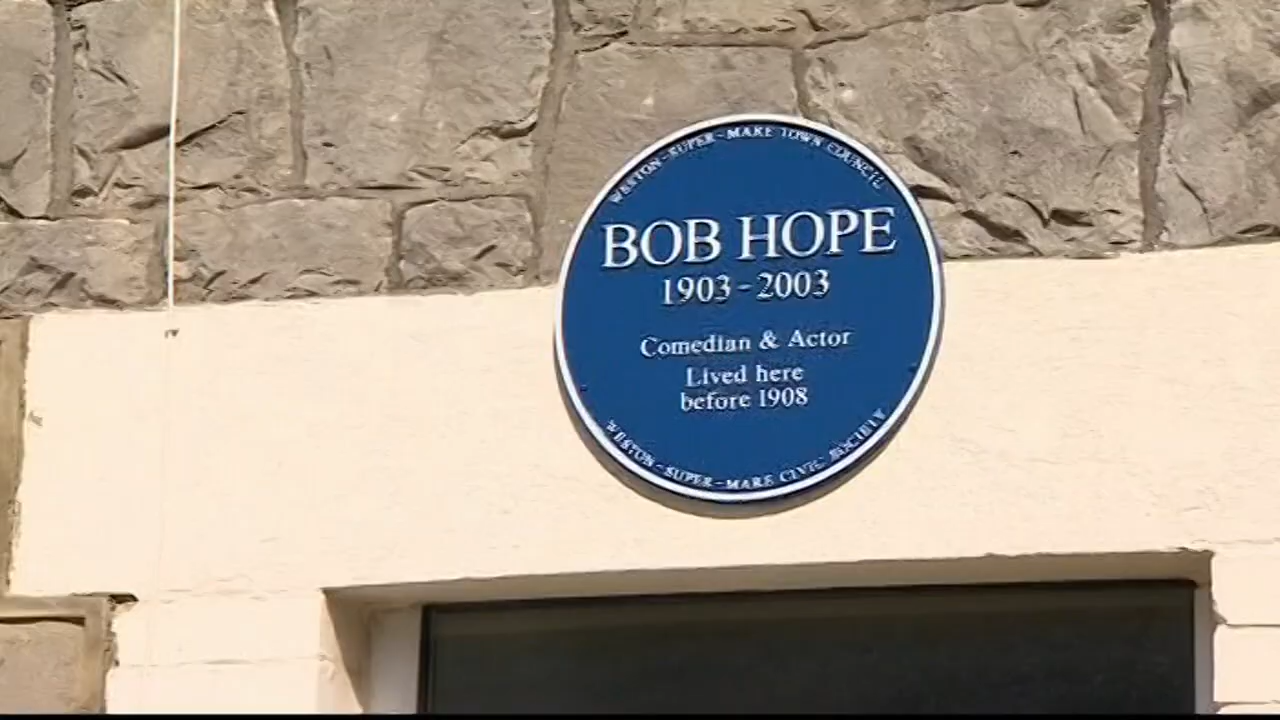 WESTON-SUPER-MARE TOWN COUNCIL
BOB HOPE
1903-2003
Comedian & Actor
Lived here
before 1908
WESTON-SUPER-MARE CIVIC SOCIETY